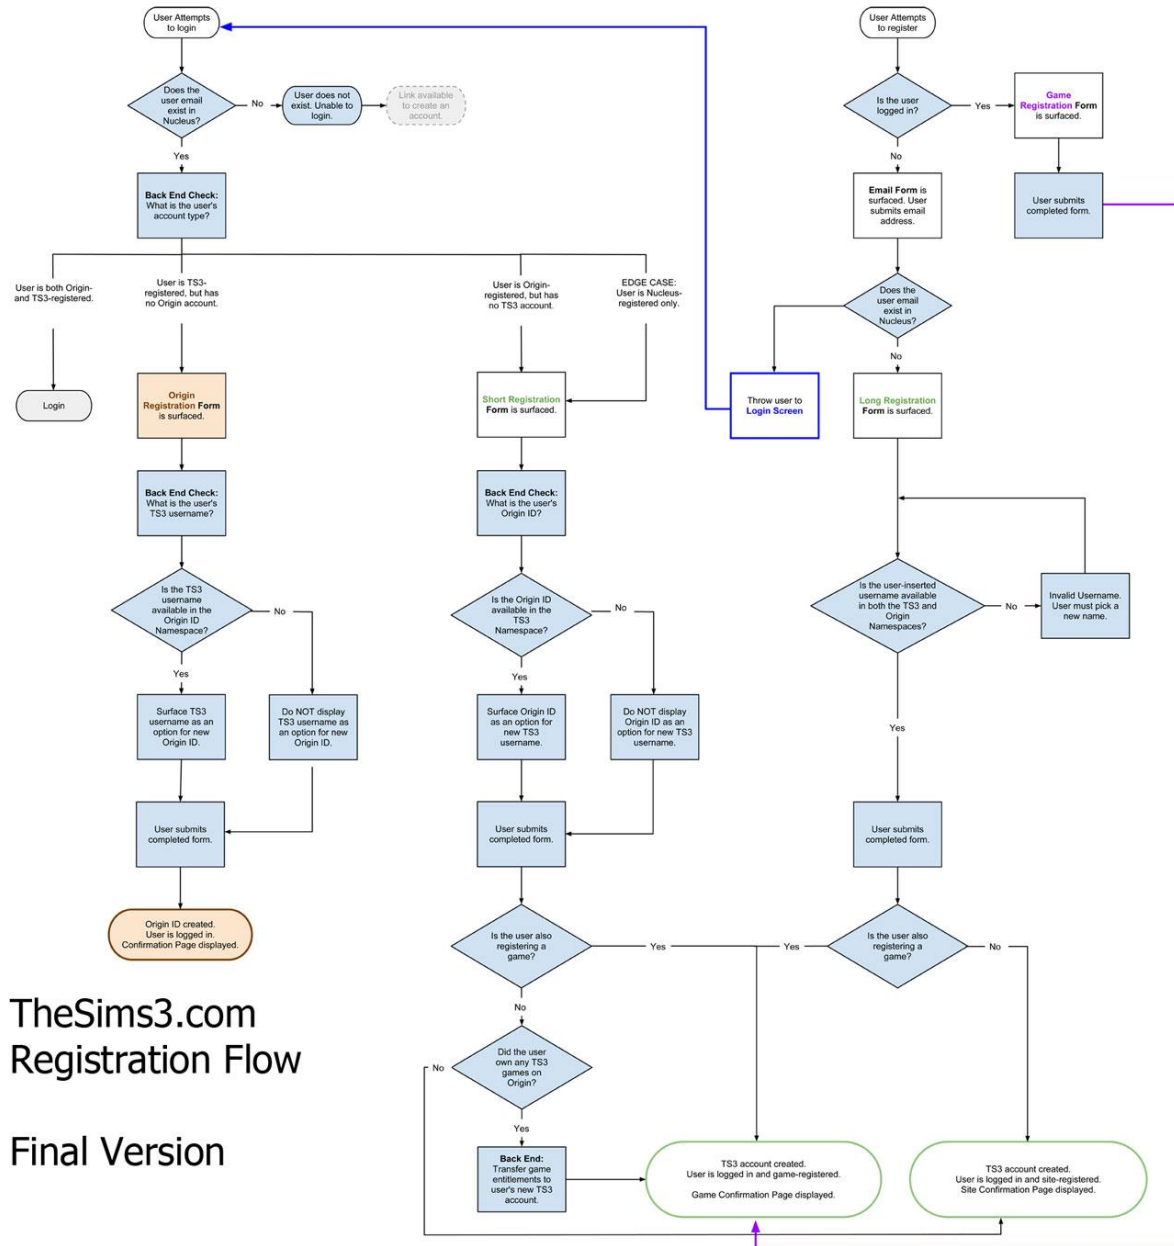 User Attempts
to login
Does the
user email
exist in
Nucleus?
No
User does not
exist. Unable to
login.
Link available
to create an
account.
Yes
Back End Check:
What is the user's
account type?
User is both Origin-
and TS3-registered.
User is TS3-
registered, but has
no Origin account.
User is Origin-
registered, but has
no TS3 account.
EDGE CASE:
User is Nucleus-
registered only.
Login
Origin
Registration Form
is surfaced.
Back End Check:
What is the user's
TS3 username?
Is the TS3
username
available in the
Origin ID
Namespace?
No
Yes
Surface TS3
username as an
option for new
Origin ID.
Do NOT display
TS3 username as
an option for new
Origin ID.
User submits
completed form.
Origin ID created.
User is logged in.
Confirmation Page displayed.
Short Registration
Form is surfaced.
Back End Check:
What is the user's
Origin ID?
Is the Origin ID
available in the
TS3
Namespace?
No
Yes
Surface Origin ID
as an option for
new TS3
username.
Do NOT display
Origin ID as an
option for new TS3
username.
User submits
completed form.
Is the user also
registering a
game?
Yes
No
Did the user
own any TS3
games on
Origin?
No
Yes
Back End:
Transfer game
entitlements to
user's new TS3
account.
User Attempts
to register
Is the user
logged in?
Yes
Game
Registration Form
is surfaced.
User submits
completed form.
No
Email Form is
surfaced. User
submits email
address.
Does the
user email
exist in
Nucleus?
Throw user to
Login Screen
No
Long Registration
Form is surfaced.
Is the user-inserted
username available
in both the TS3 and
Origin
Namespaces?
No
Invalid Username.
User must pick a
new name.
Yes
User submits
completed form.
Is the user also
registering a
game?
Yes
No
TS3 account created.
User is logged in and game-registered.
Game Confirmation Page displayed.
TS3 account created.
User is logged in and site-registered.
Site Confirmation Page displayed.
TheSims3.com
Registration Flow
Final Version